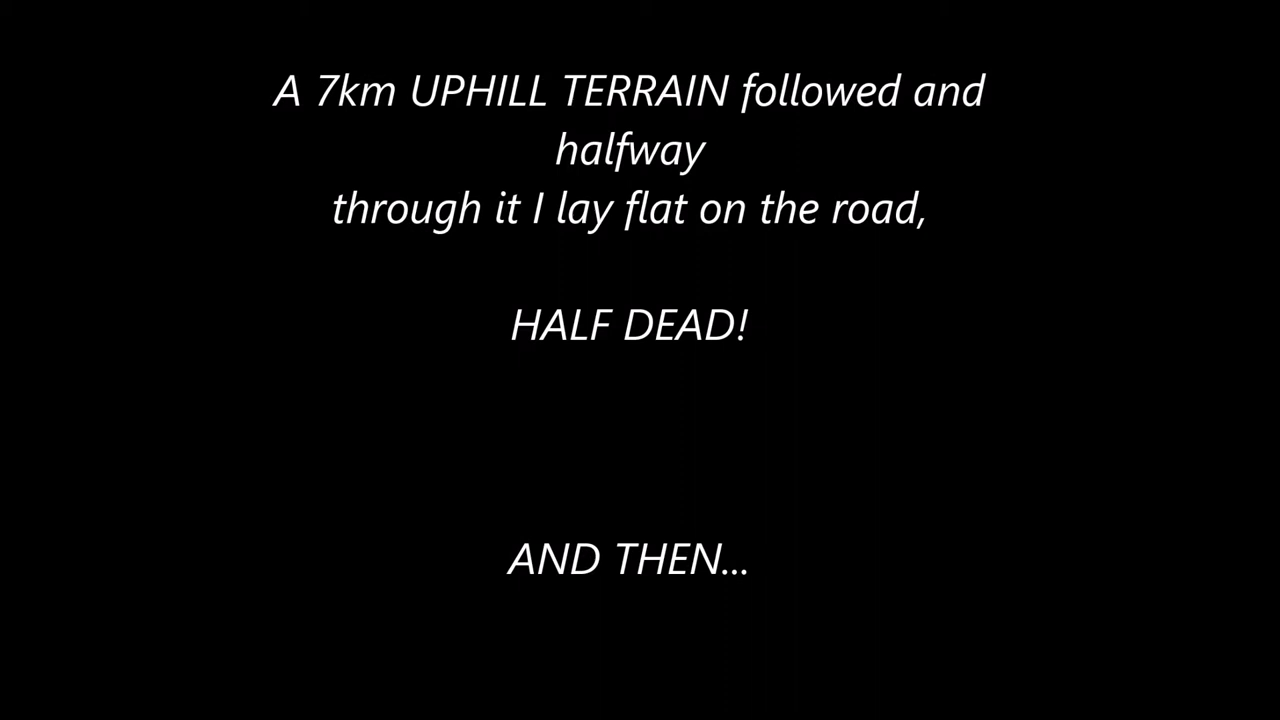 A 7km UPHILL TERRAIN followed and
halfway
through it I lay flat on the road,
HALF DEAD!
AND THEN...